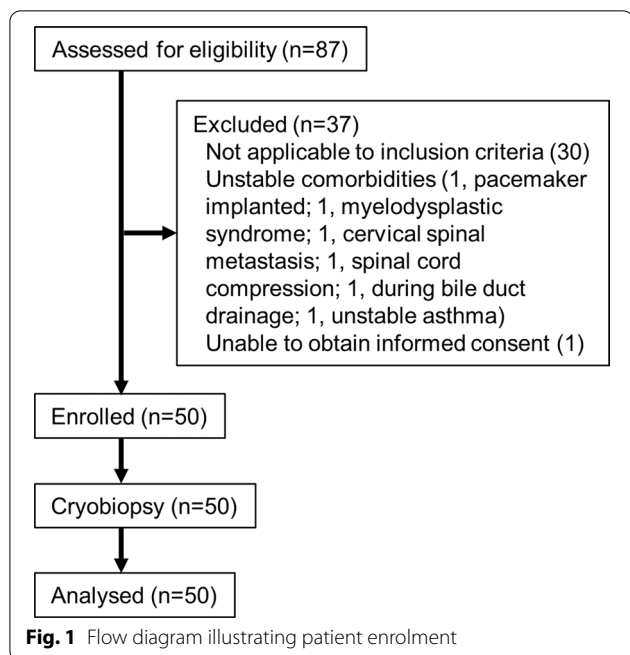 Assessed for eligibility (n=87)
Excluded (n=37)
Not applicable to inclusion criteria (30)
Unstable comorbidities (1, pacemaker
implanted; 1, myelodysplastic
syndrome; 1, cervical spinal
metastasis; 1, spinal cord
compression; 1, during bile duct
drainage; 1, unstable asthma)
Unable to obtain informed consent (1)
Enrolled (n=50)
Cryobiopsy (n=50)
Analysed (n=50)
Fig. 1 Flow diagram illustrating patient enrolment